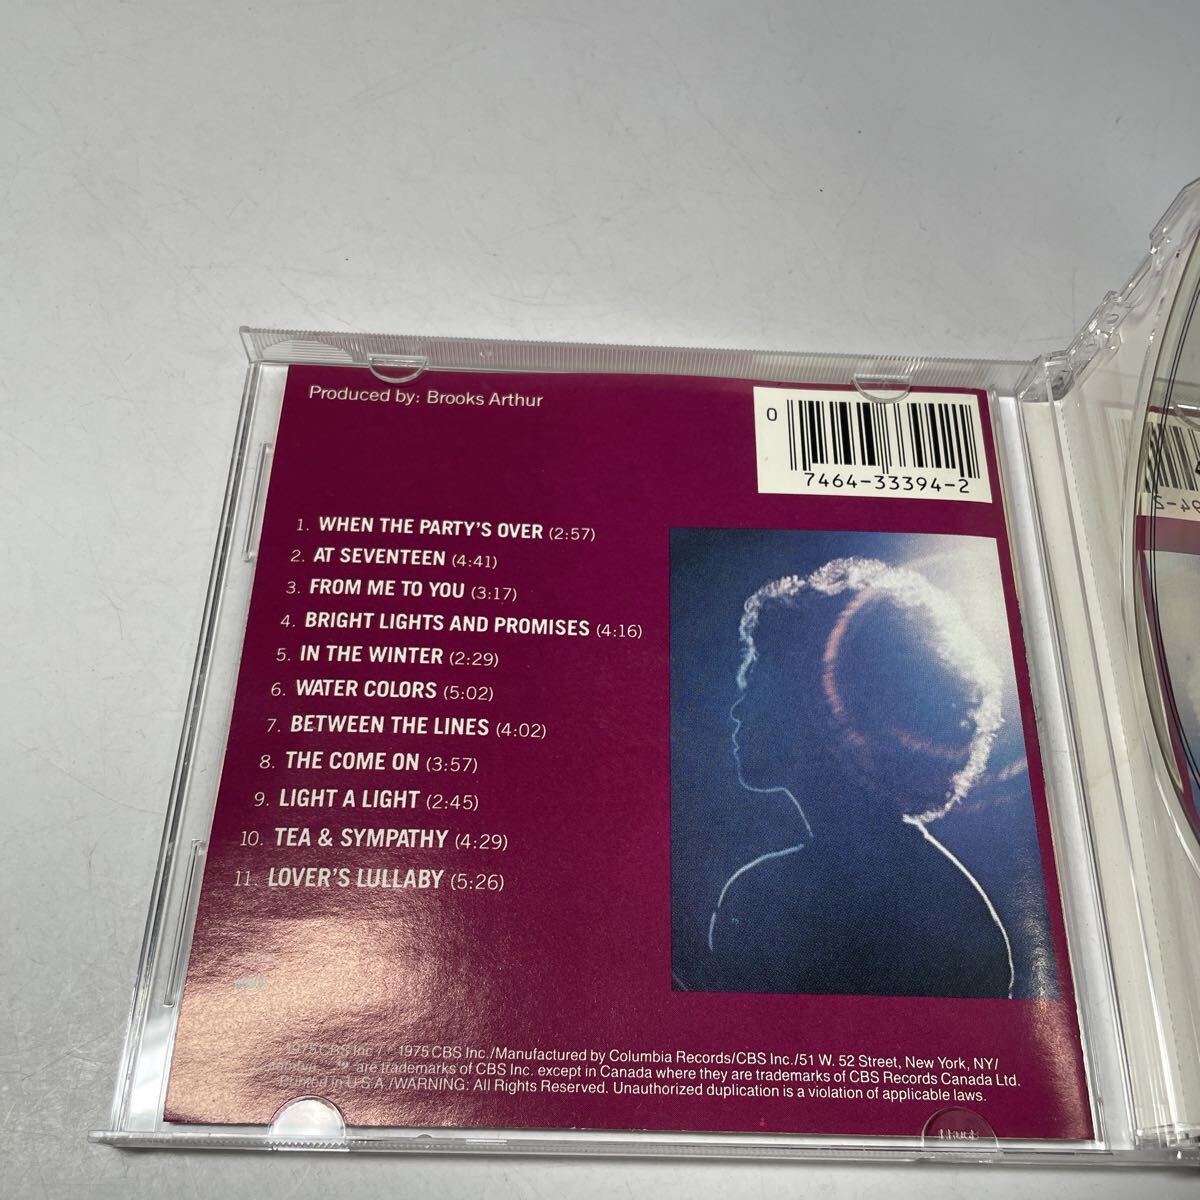 Produced by: Brooks Arthur
0
7464-33394-2
1. WHEN THE PARTY'S OVER (2:57)
2. AT SEVENTEEN (4:41)
3. FROM ME TO YOU (3:17)
4. BRIGHT LIGHTS AND PROMISES (4:16)
5. IN THE WINTER (2:29)
6. WATER COLORS (5:02)
7. BETWEEN THE LINES (4:02)
8. THE COME ON (3:57)
9. LIGHT A LIGHT (2:45)
10. TEA & SYMPATHY (4:29)
11. LOVER'S LULLABY (5:26)
1975 CBS Inc./ 1975 CBS Inc./Manufactured by Columbia Records/CBS Inc./51 W. 52 Street, New York, NY/
are trademarks of CBS Inc. except in Canada where they are trademarks of CBS Records Canada Ltd.
Printed in U.S.A./WARNING: All Rights Reserved. Unauthorized duplication is a violation of applicable laws.
94-2